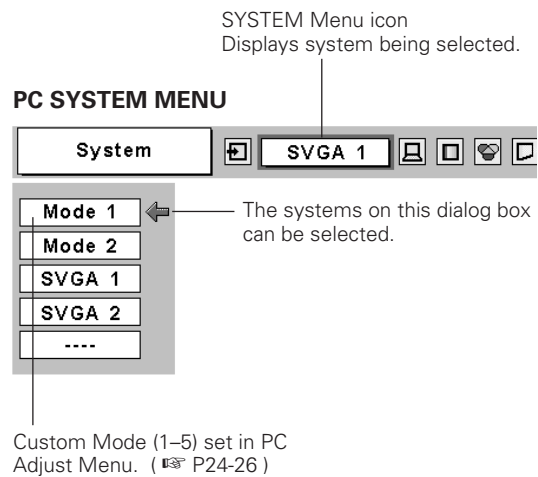 SYSTEM Menu icon
Displays system being selected.
PC SYSTEM MENU
System
SVGA 1
Mode 1
The systems on this dialog box
can be selected.
Mode 2
SVGA 1
SVGA 2
----
Custom Mode (1–5) set in PC
Adjust Menu. ( ☞ P24-26 )